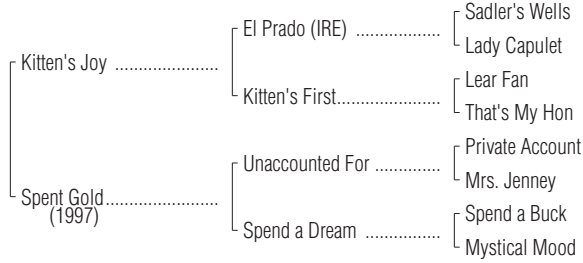 Sadler's Wells
El Prado (IRE) ..................
Lady Capulet
Kitten's Joy ......................
Lear Fan
Kitten's First......................
That's My Hon
Private Account
Unaccounted For ..............
Mrs. Jenney
Spent Gold........................
(1997)
Spend a Buck
Spend a Dream ................
Mystical Mood